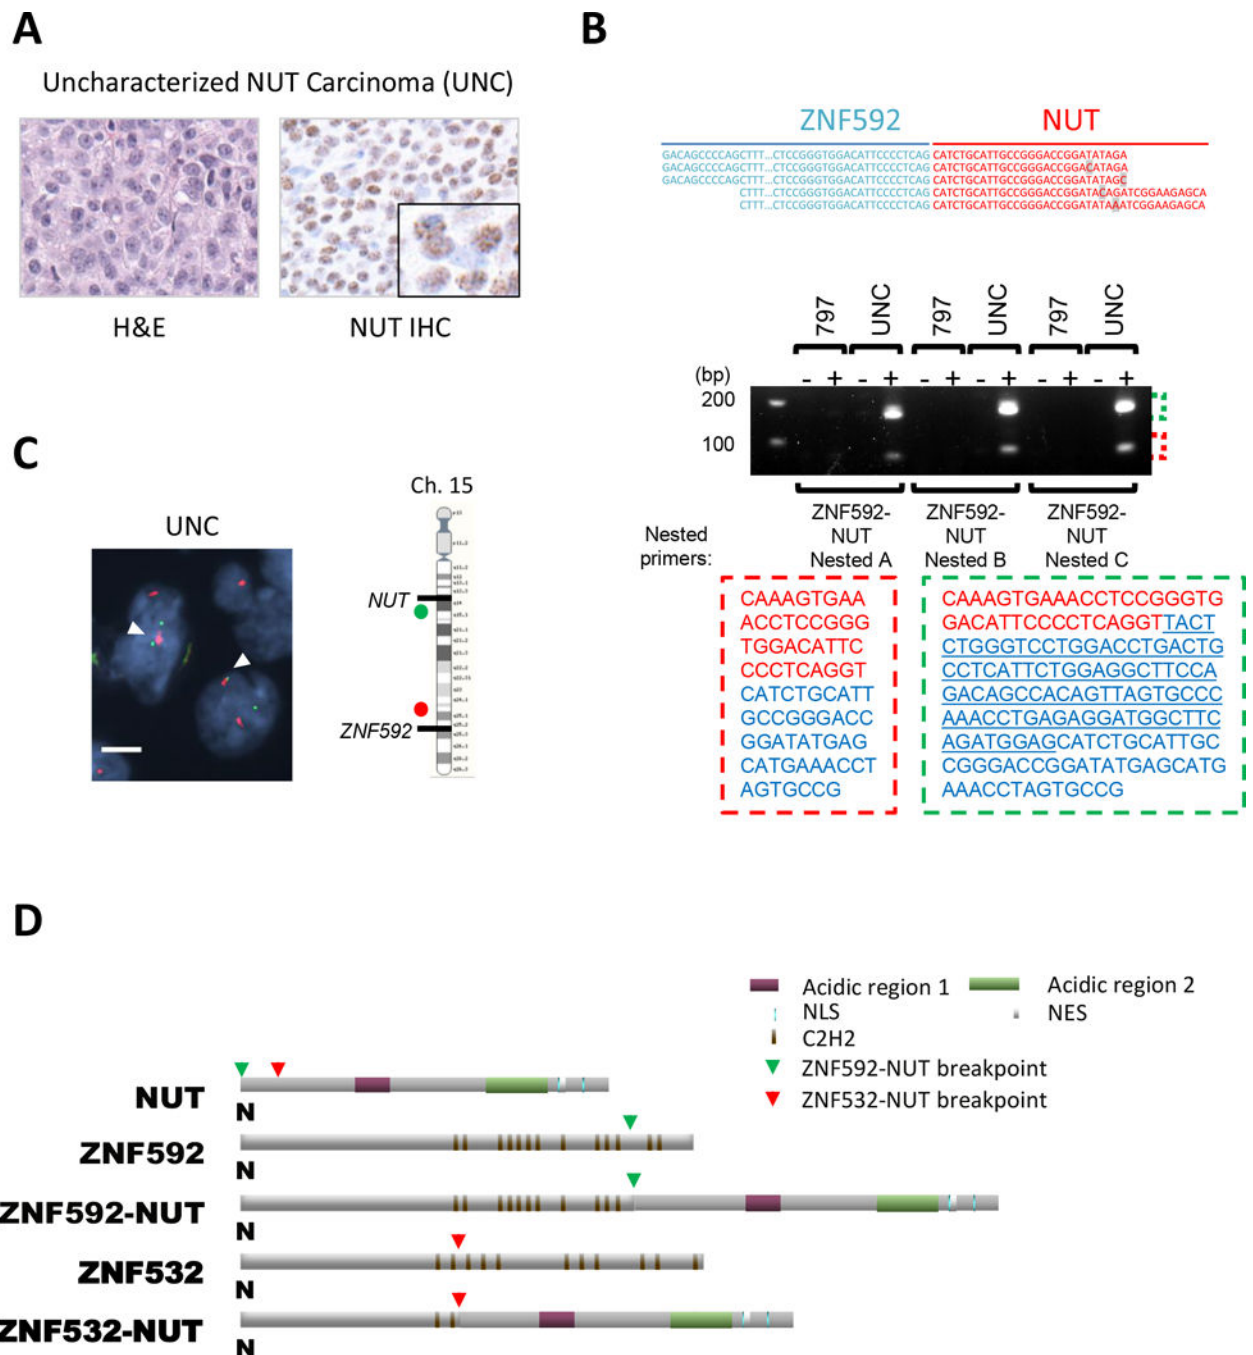 A
Uncharacterized NUT Carcinoma (UNC)
H&E
NUT IHC
B
ZNF592 NUT
GACAGCCCCAGCTTT...CTCCGGGTGGACATTCCCCTCAG CATCTGCATTGCCGGGACCGGATATAGA
GACAGCCCCAGCTTT...CTCCGGGTGGACATTCCCCTCAG CATCTGCATTGCCGGGACCGGATACATAGA
GACAGCCCCAGCTTT...CTCCGGGTGGACATTCCCCTCAG CATCTGCATTGCCGGGACCGGATATAGC
CTTT...CTCCGGGTGGACATTCCCCTCAG CATCTGCATTGCCGGGACCGGATACAGATCGGAAGAGCA
CTTT...CTCCGGGTGGACATTCCCCTCAG CATCTGCATTGCCGGGACCGGATATAAATCGGAAGAGCA
797 UNC 797 UNC 797 UNC
(bp) - + - + - + - + - + - +
200
100
Nested primers:
ZNF592-NUT Nested A
ZNF592-NUT Nested B
ZNF592-NUT Nested C
CAAAGTGAA
ACCTCCGGG
TGGACATTC
CCCTCAGGT
CATCTGCATT
GCCGGGACC
GGATATGAG
CATGAAACCT
AGTGCCG
CAAAGTGAAACCTCCGGGTG
GACATTCCCCTCAGGTTACT
CTGGGTCCTGGACCTGACTG
CCTCATTCTGGAGGCTTCCA
GACAGCCACAGTTAGTGCCC
AAACCTGAGAGGATGGCTTC
AGATGGAGCATCTGCATTGC
CGGGACCGGATATGAGCATG
AAACCTAGTGCCG
C
UNC
Ch. 15
NUT
ZNF592
D
Acidic region 1
Acidic region 2
NLS
NES
C2H2
ZNF592-NUT breakpoint
ZNF532-NUT breakpoint
NUT
N
ZNF592
N
ZNF592-NUT
N
ZNF532
N
ZNF532-NUT
N